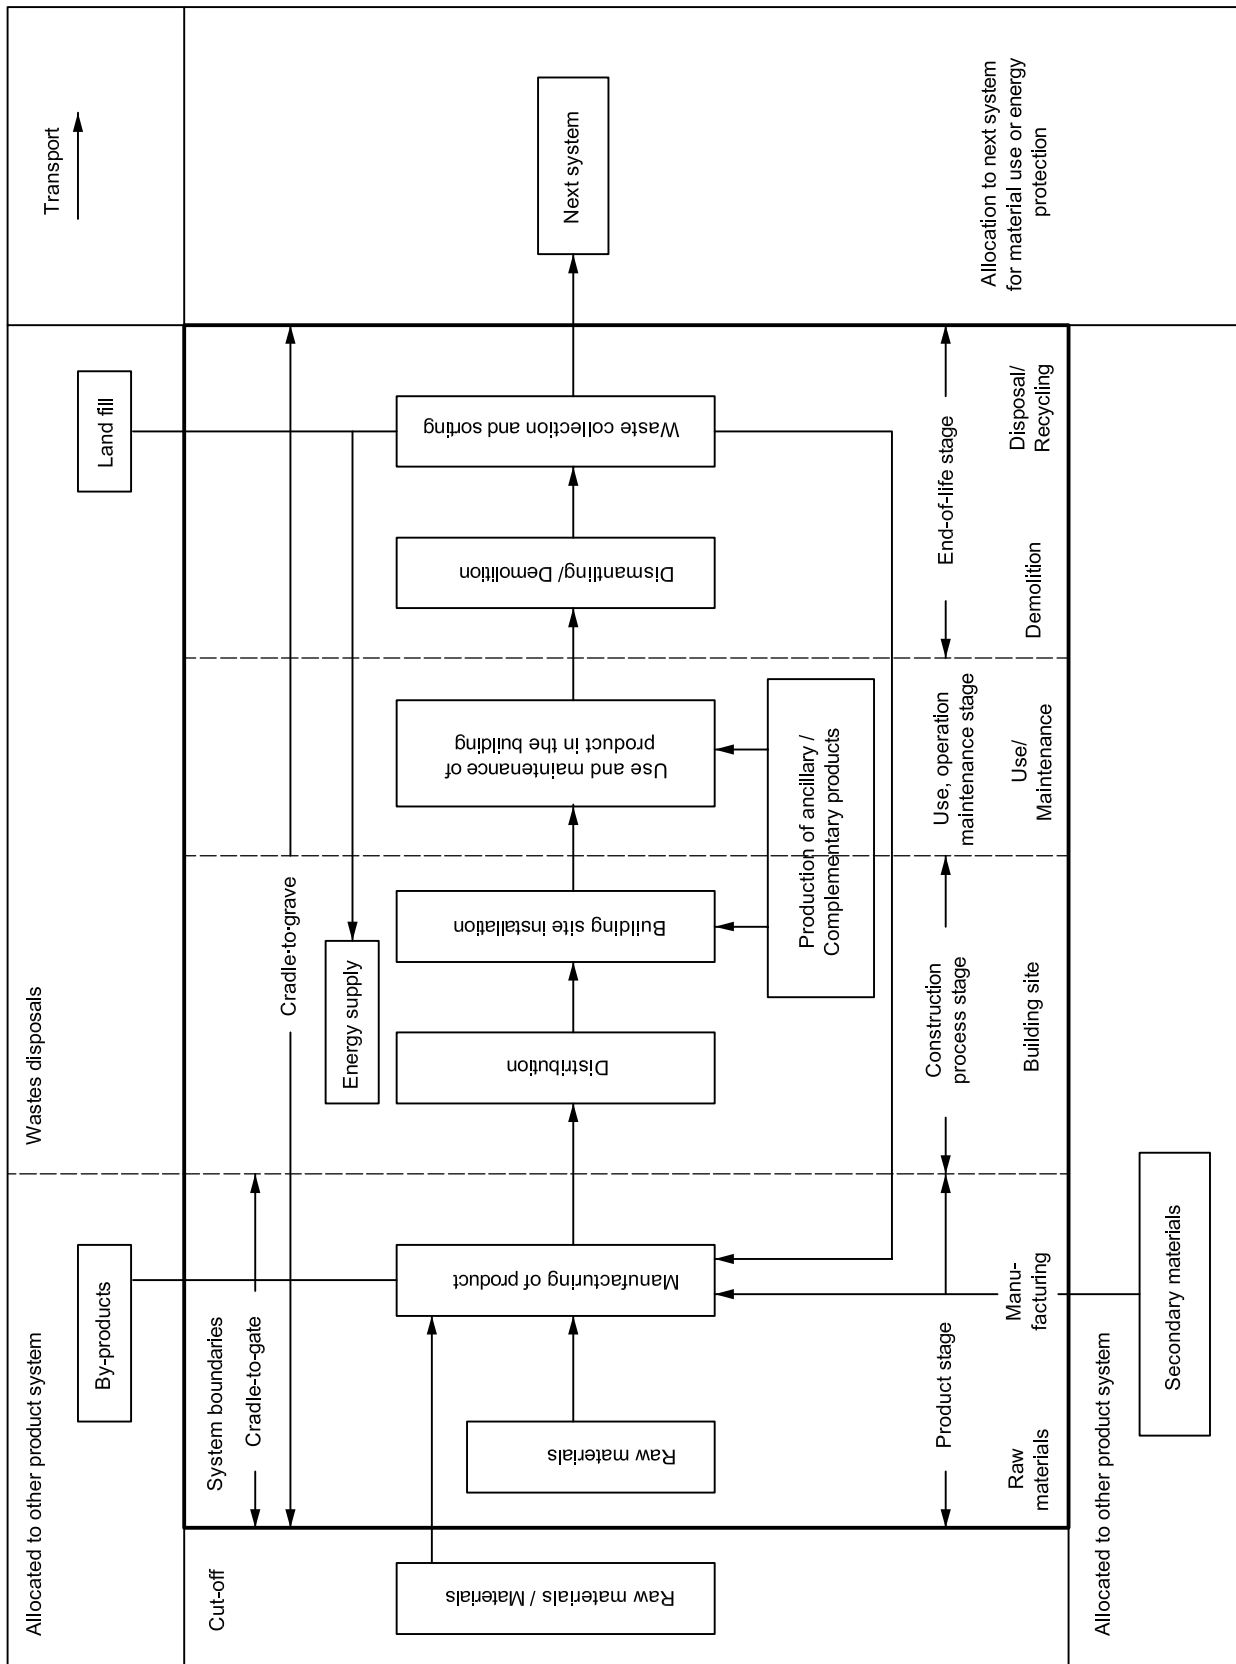 Allocated to other product system
Wastes disposals
Transport
By-products
Land fill
Cut-off
System boundaries
Cradle-to-gate
Cradle-to-grave
Energy supply
Raw materials / Materials
Raw materials
Manufacturing of product
Distribution
Building site installation
Use and maintenance of
product in the building
Dismantling/ Demolition
Waste collection and sorting
Next system
Production of ancillary /
Complementary products
Product stage
Construction
process stage
Use, operation
maintenance stage
End-of-life stage
Raw
materials
Manu-
facturing
Building site
Use/
Maintenance
Demolition
Disposal/
Recycling
Allocation to next system
for material use or energy
protection
Allocated to other product system
Secondary materials